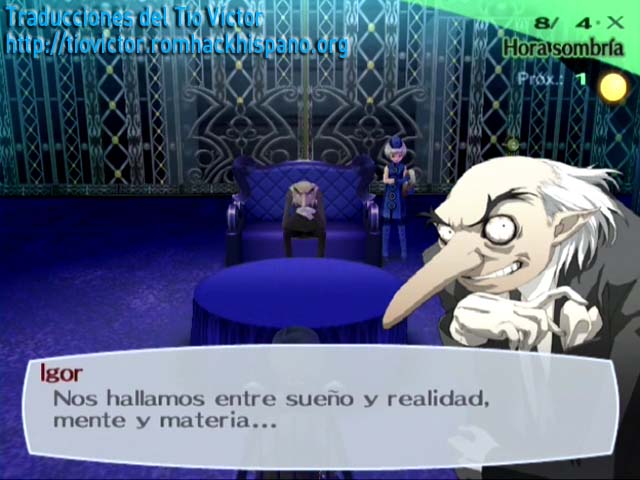 Traducciones del Tío Víctor
http://tiovictor.romhackhispano.org
8/ 4·X
Hora sombría
Próx.: 1
Igor
Nos hallamos entre sueño y realidad,
mente y materia...